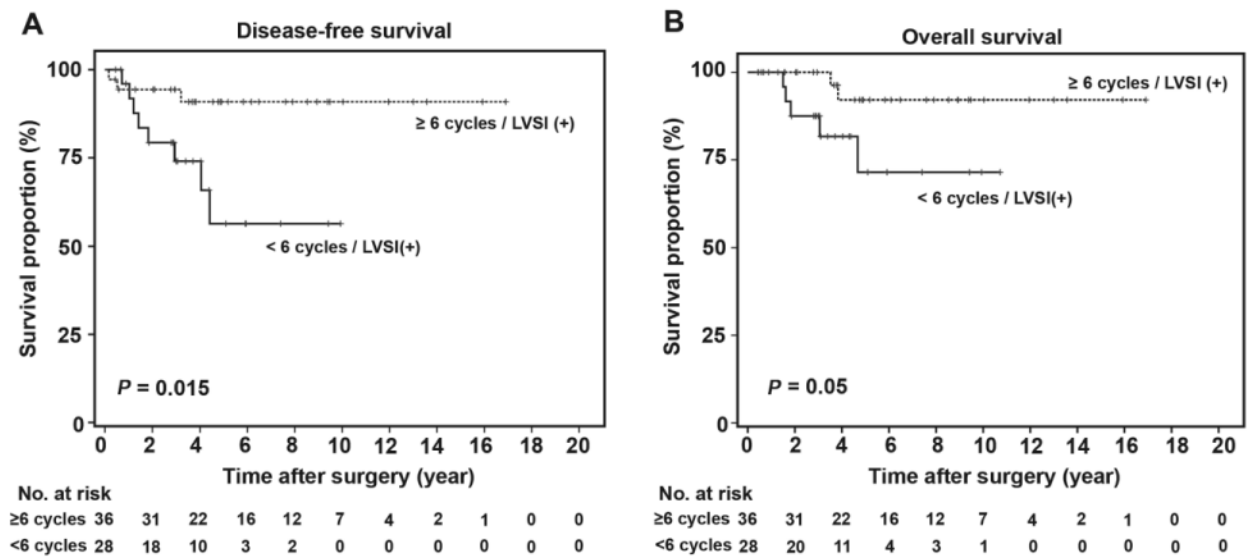 A
Disease-free survival
Survival proportion (%)
100
75
50
25
0
≥ 6 cycles / LVSI (+)
< 6 cycles / LVSI(+)
P = 0.015
0 2 4 6 8 10 12 14 16 18 20
Time after surgery (year)
No. at risk
≥6 cycles 36 31 22 16 12 7 4 2 1 0 0
<6 cycles 28 18 10 3 2 0 0 0 0 0 0
B
Overall survival
Survival proportion (%)
100
75
50
25
0
≥ 6 cycles / LVSI (+)
< 6 cycles / LVSI(+)
P = 0.05
0 2 4 6 8 10 12 14 16 18 20
Time after surgery (year)
No. at risk
≥6 cycles 36 31 22 16 12 7 4 2 1 0 0
<6 cycles 28 20 11 4 3 1 0 0 0 0 0